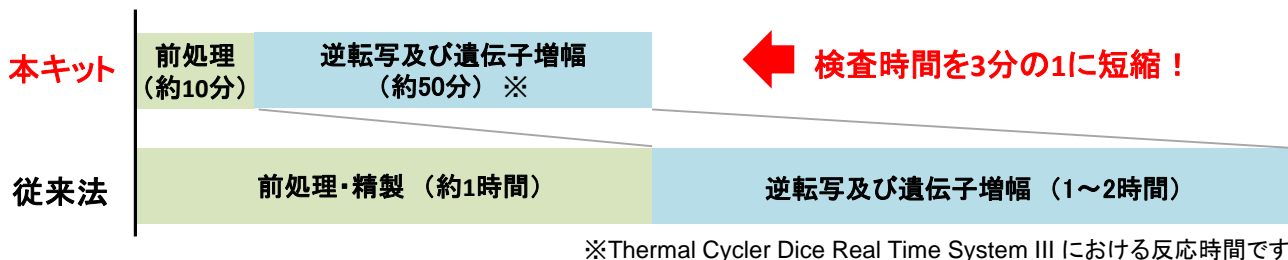 本キット
前処理
（約10分）
逆転写及び遺伝子増幅
（約50分） ※
検査時間を3分の1に短縮！
従来法
前処理・精製 （約1時間）
逆転写及び遺伝子増幅 （1～2時間）
※Thermal Cycler Dice Real Time System III における反応時間です